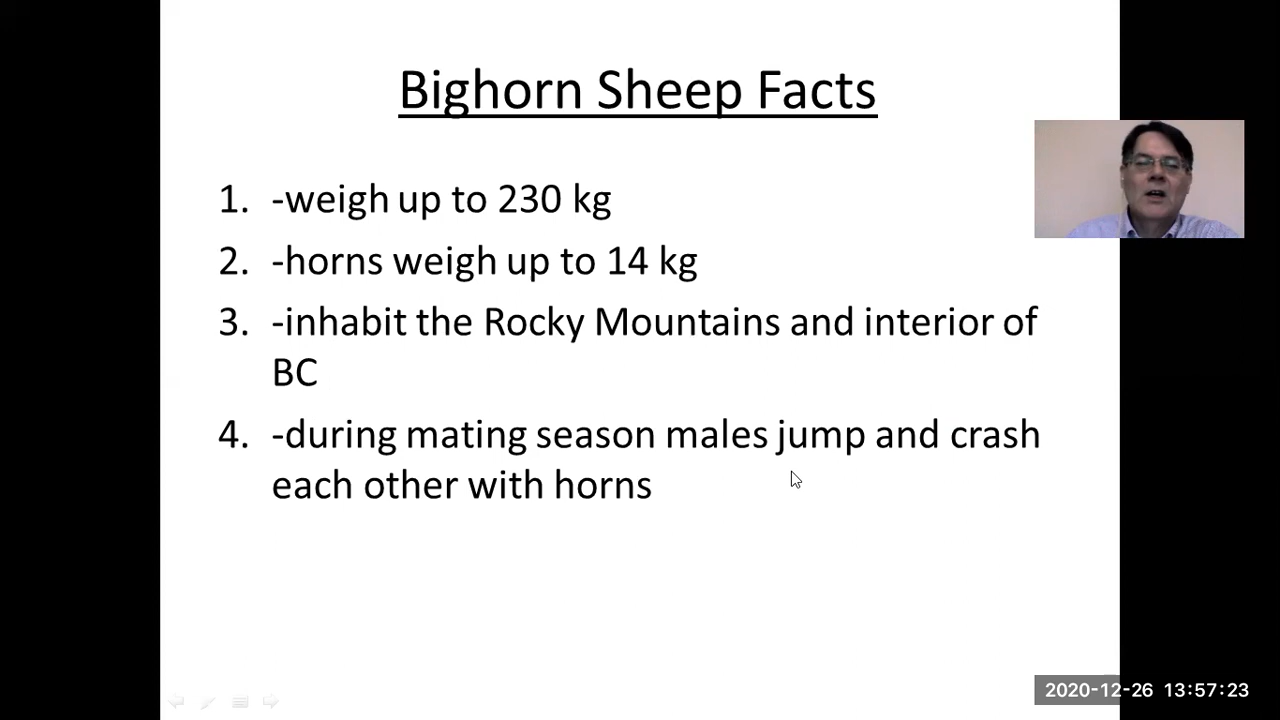 Bighorn Sheep Facts
1. -weigh up to 230 kg
2. -horns weigh up to 14 kg
3. -inhabit the Rocky Mountains and interior of
BC
4. -during mating season males jump and crash
each other with horns
2020-12-26 13:57:23